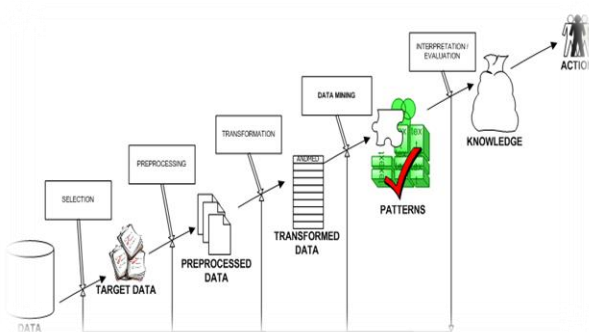 INTERPRETATION /
EVALUATION
ACTION
DATA MINING
KNOWLEDGE
TRANSFORMATION
PATTERNS
PREPROCESSING
TRANSFORMED
DATA
SELECTION
PREPROCESSED
DATA
TARGET DATA
DATA